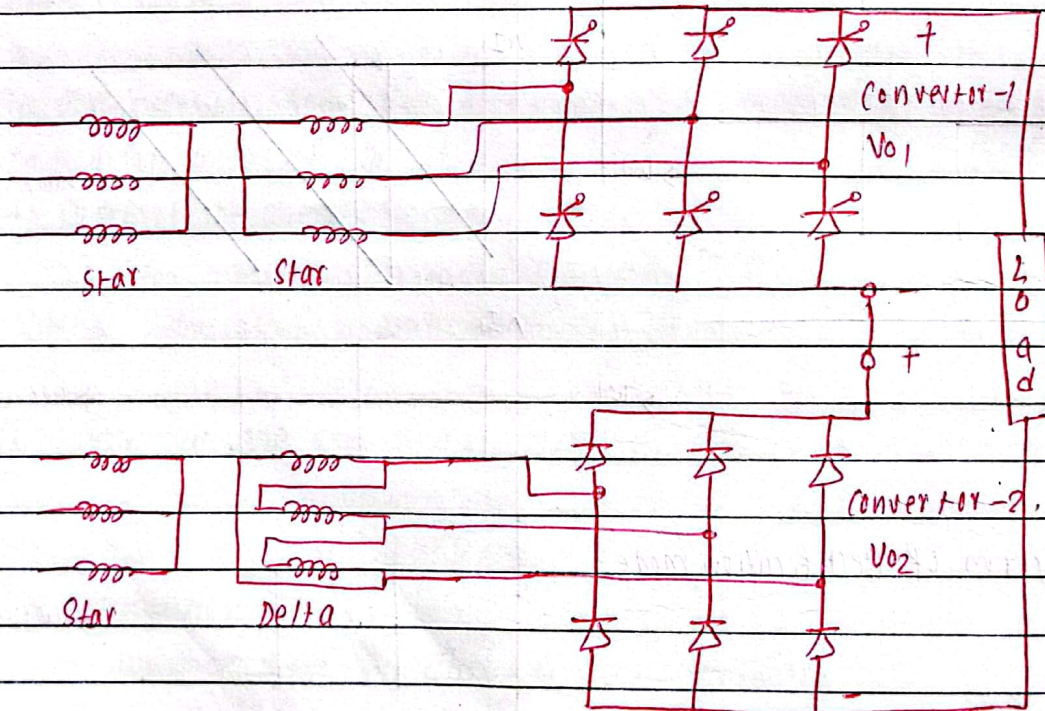 +
Convertor-1
Vo1
Star
Star
-
+
Load
Convertor-2.
Vo2
Star
Delta
-